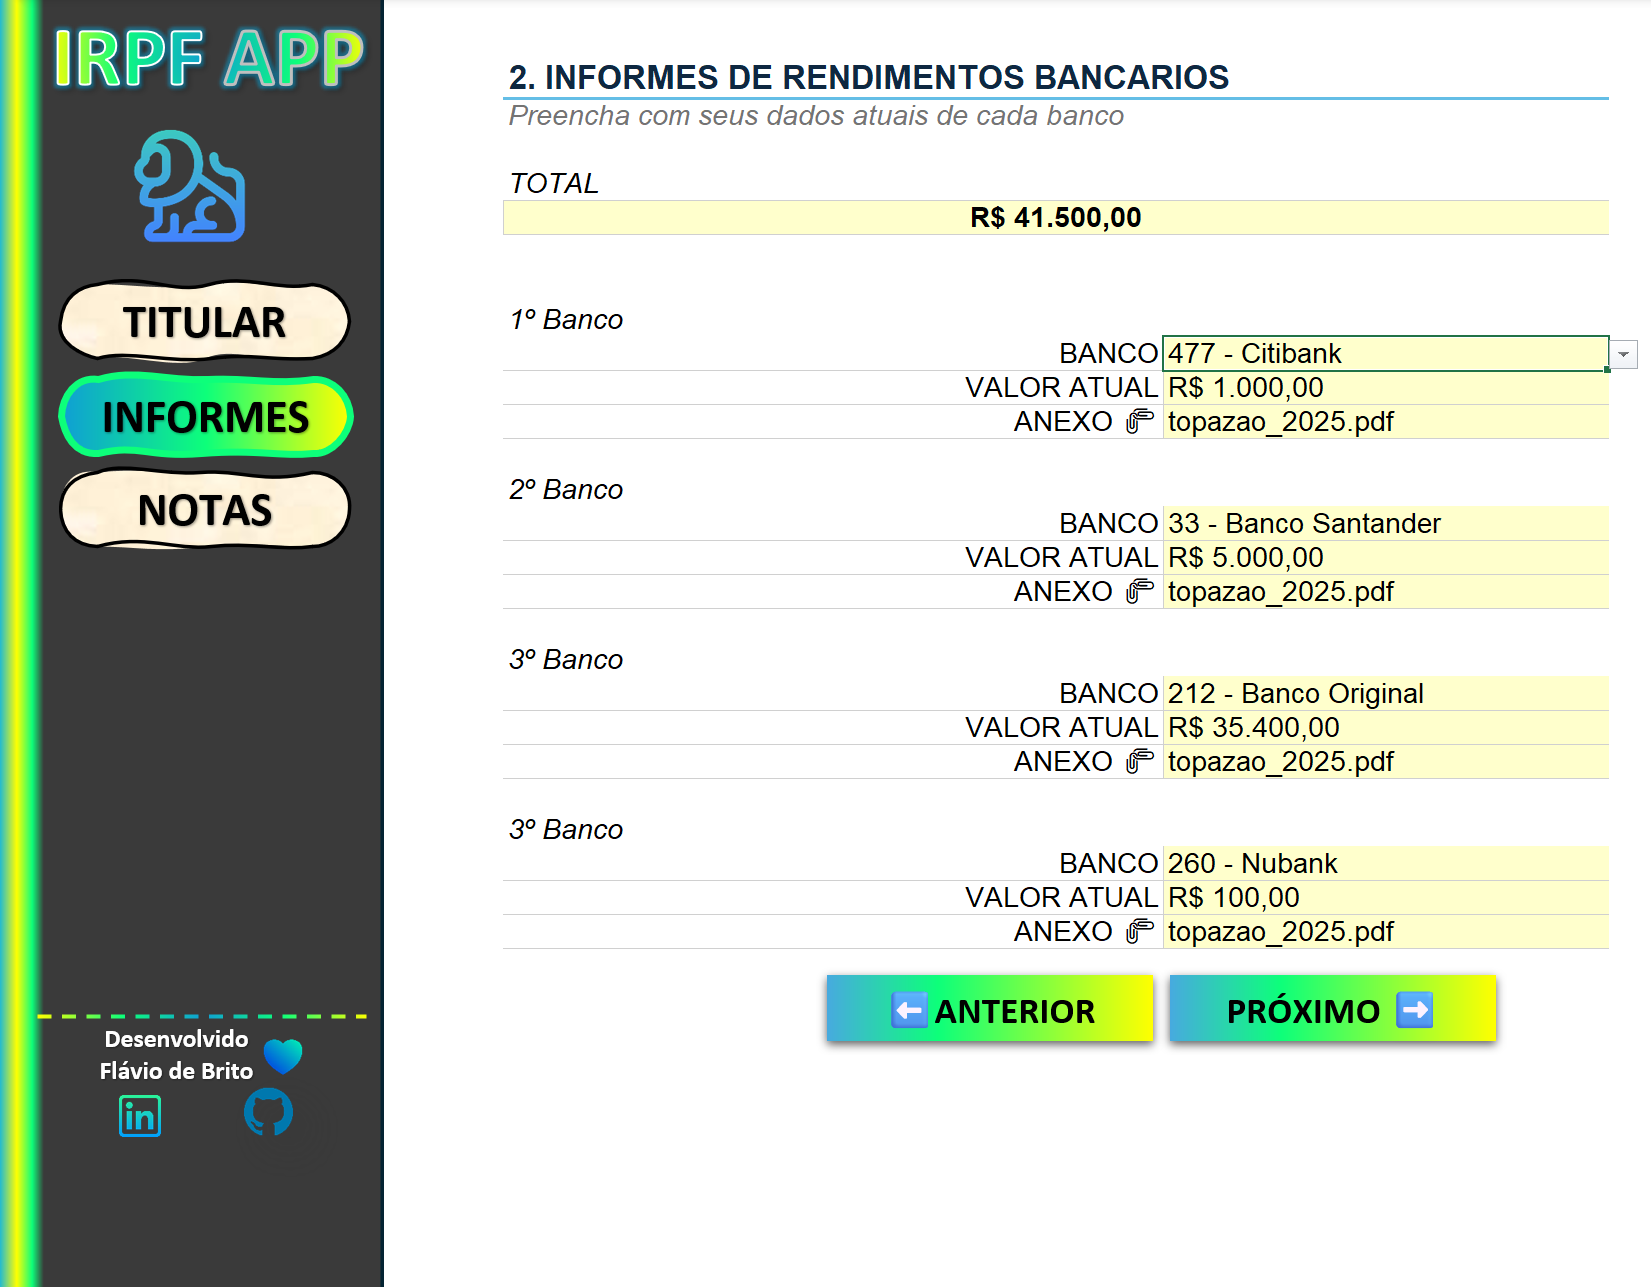 IRPF APP
TITULAR
INFORMES
NOTAS
Desenvolvido
Flávio de Brito
in
2. INFORMES DE RENDIMENTOS BANCARIOS
Preencha com seus dados atuais de cada banco
TOTAL
R$ 41.500,00
1º Banco
BANCO 477 - Citibank
VALOR ATUAL R$ 1.000,00
ANEXO topazao_2025.pdf
2º Banco
BANCO 33 - Banco Santander
VALOR ATUAL R$ 5.000,00
ANEXO topazao_2025.pdf
3º Banco
BANCO 212 - Banco Original
VALOR ATUAL R$ 35.400,00
ANEXO topazao_2025.pdf
3º Banco
BANCO 260 - Nubank
VALOR ATUAL R$ 100,00
ANEXO topazao_2025.pdf
ANTERIOR PRÓXIMO